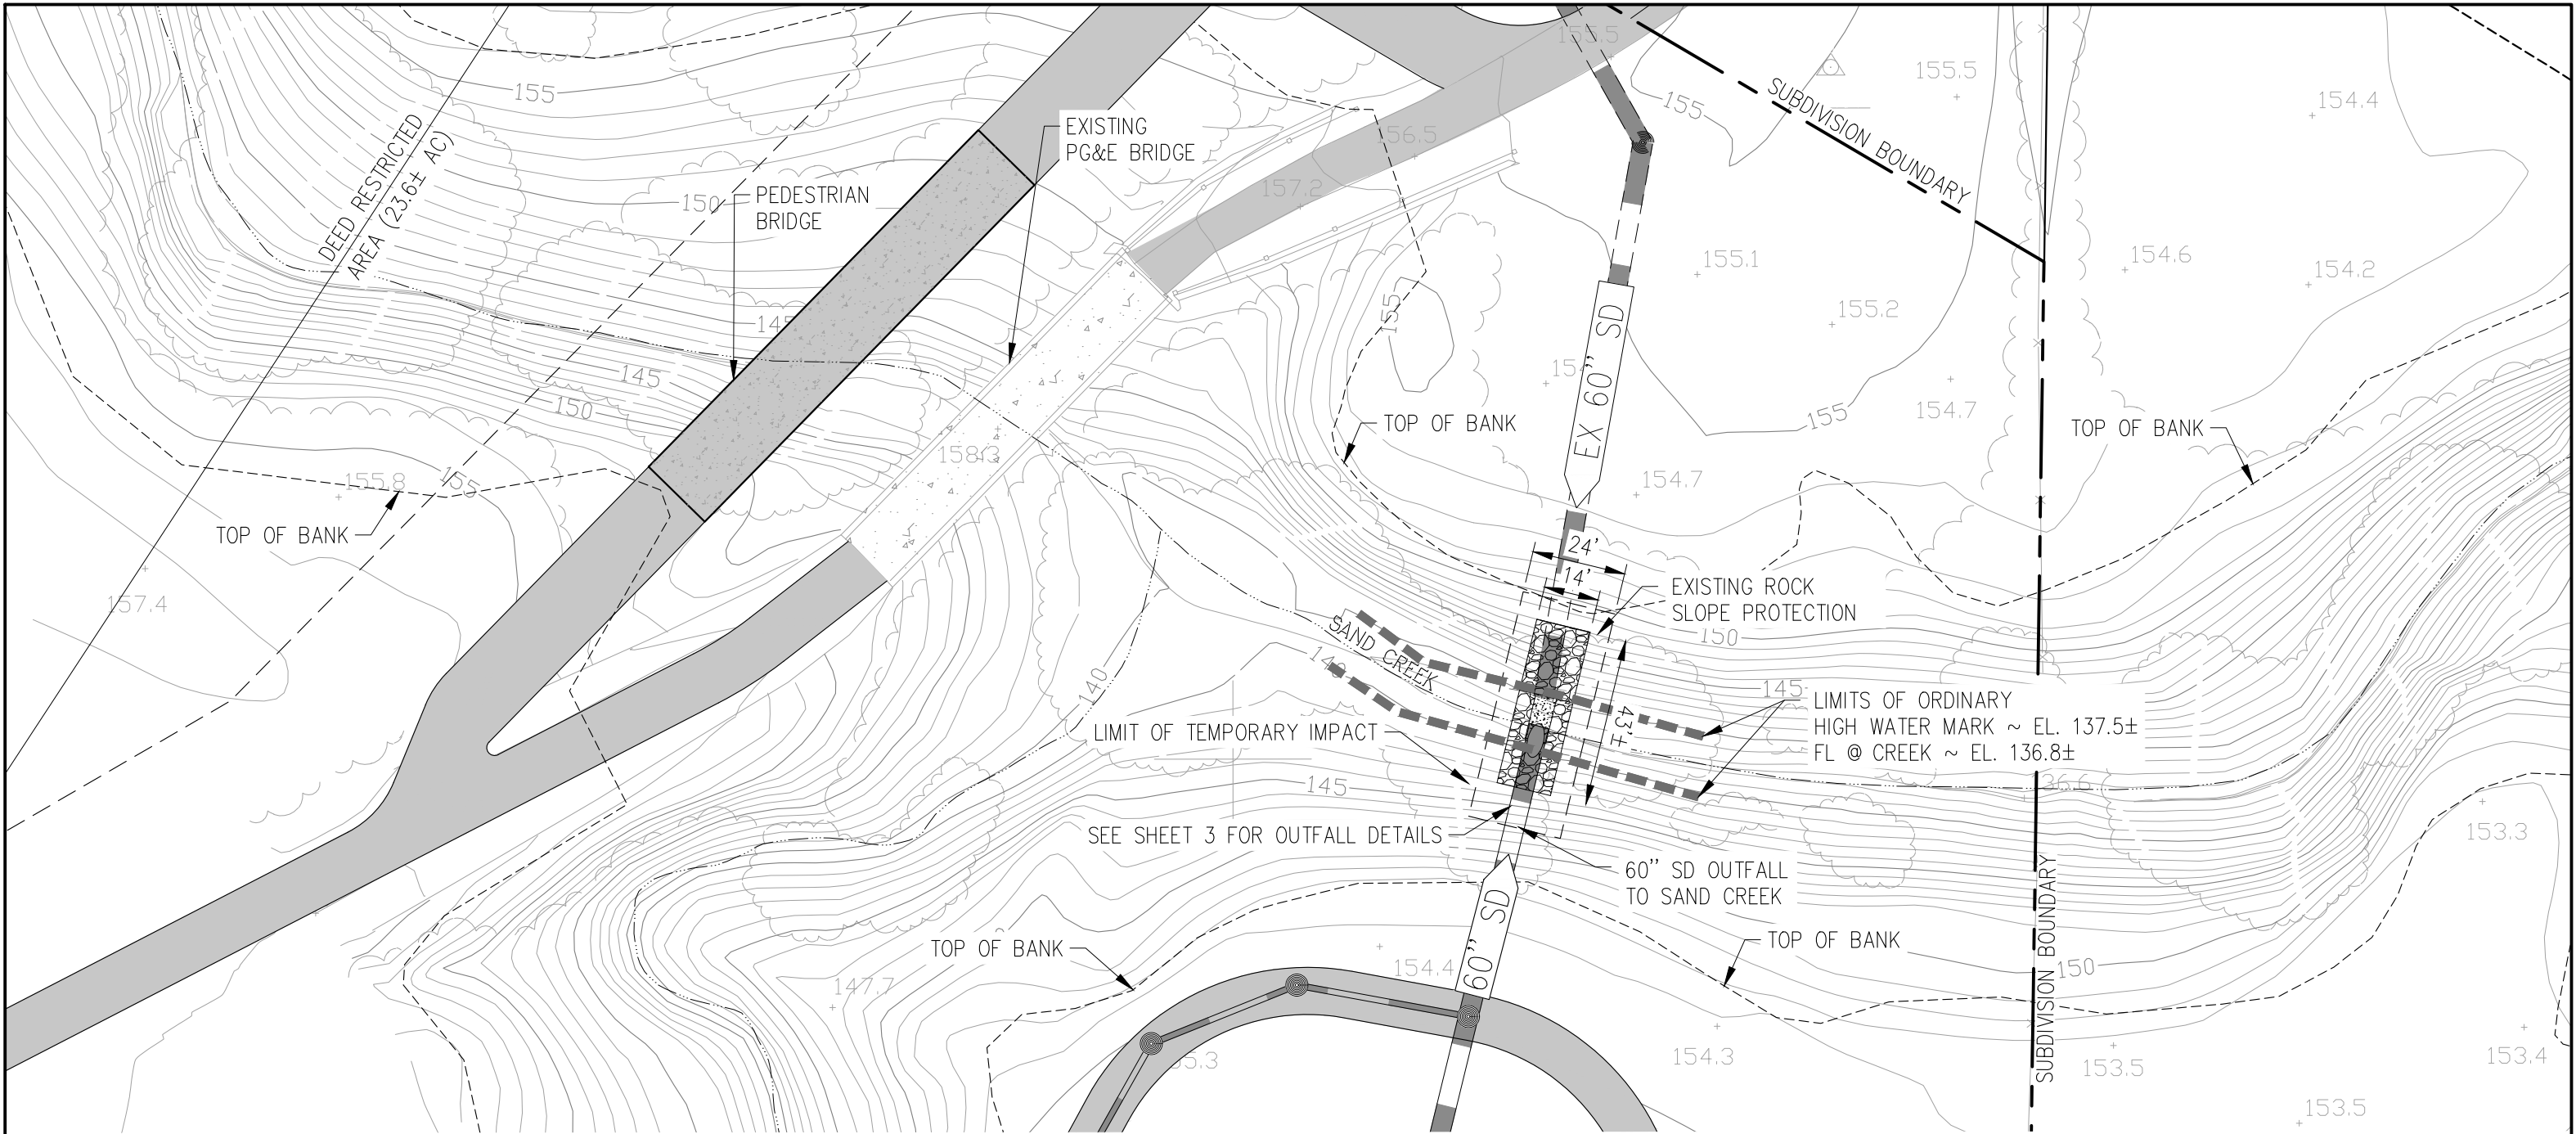 155.5
155.5
155
155
154.4
SUBDIVISION BOUNDARY
EXISTING
PG&E BRIDGE
156.5
DEED RESTRICTED
AREA (23.6± AC)
157.2
PEDESTRIAN
BRIDGE
150
155.1
154.6
154.2
155
155.2
145
EX 60" SD
145
150
154.7
155
TOP OF BANK
TOP OF BANK
158.3
155.8
155
154.7
TOP OF BANK
24'
14'
157.4
EXISTING ROCK
SLOPE PROTECTION
150
SAND CREEK
140
140
145
LIMITS OF ORDINARY
HIGH WATER MARK ~ EL. 137.5±
FL @ CREEK ~ EL. 136.8±
43'±
LIMIT OF TEMPORARY IMPACT
145
136.6
SEE SHEET 3 FOR OUTFALL DETAILS
153.3
60" SD OUTFALL
TO SAND CREEK
60" SD
SUBDIVISION BOUNDARY
TOP OF BANK
TOP OF BANK
154.4
150
147.7
154.3
153.5
153.4
153.5